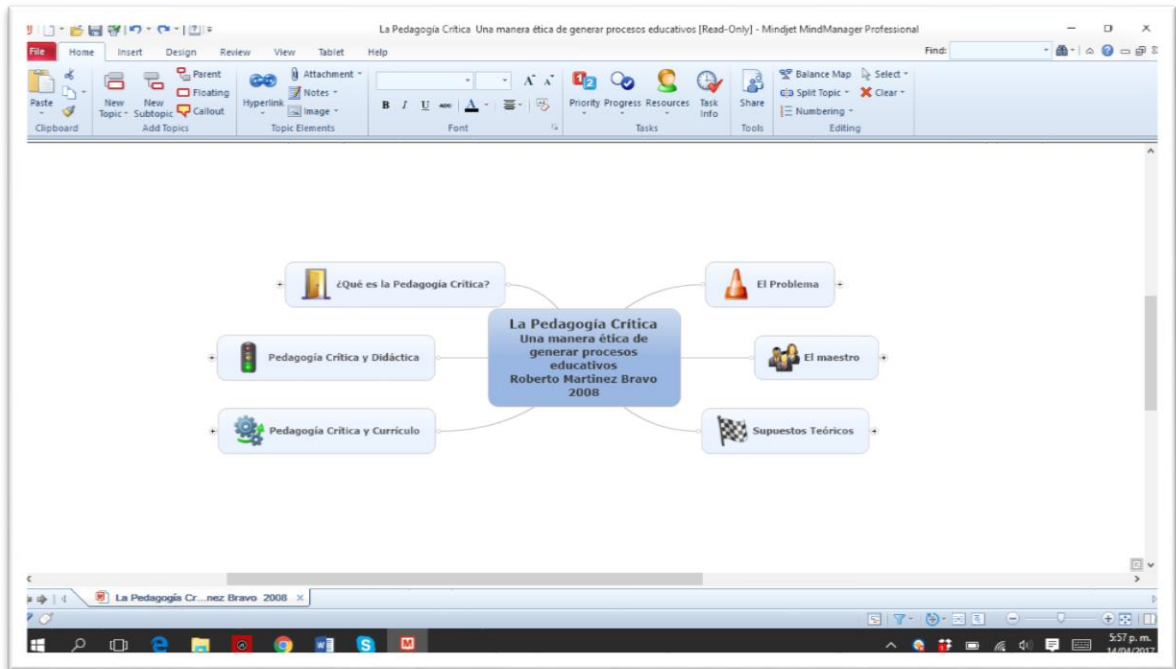 La Pedagogía Crítica Una manera ética de generar procesos educativos [Read-Only] - Mindjet MindManager Professional
File Home Insert Design Review View Tablet Help Find:
Parent Attachment Balance Map Select
Floating Notes Split Topic Clear
Paste New Topic New Subtopic Callout Hyperlink Image B I U abc A Priority Progress Resources Task Info Share Numbering
Clipboard Add Topics Topic Elements Font Tasks Tools Editing
¿Qué es la Pedagogía Crítica?
Pedagogía Crítica y Didáctica
Pedagogía Crítica y Currículo
La Pedagogía Crítica
Una manera ética de
generar procesos
educativos
Roberto Martinez Bravo
2008
El Problema
El maestro
Supuestos Teóricos
La Pedagogía Cr...nez Bravo 2008
5:57 p. m.
14/04/2017